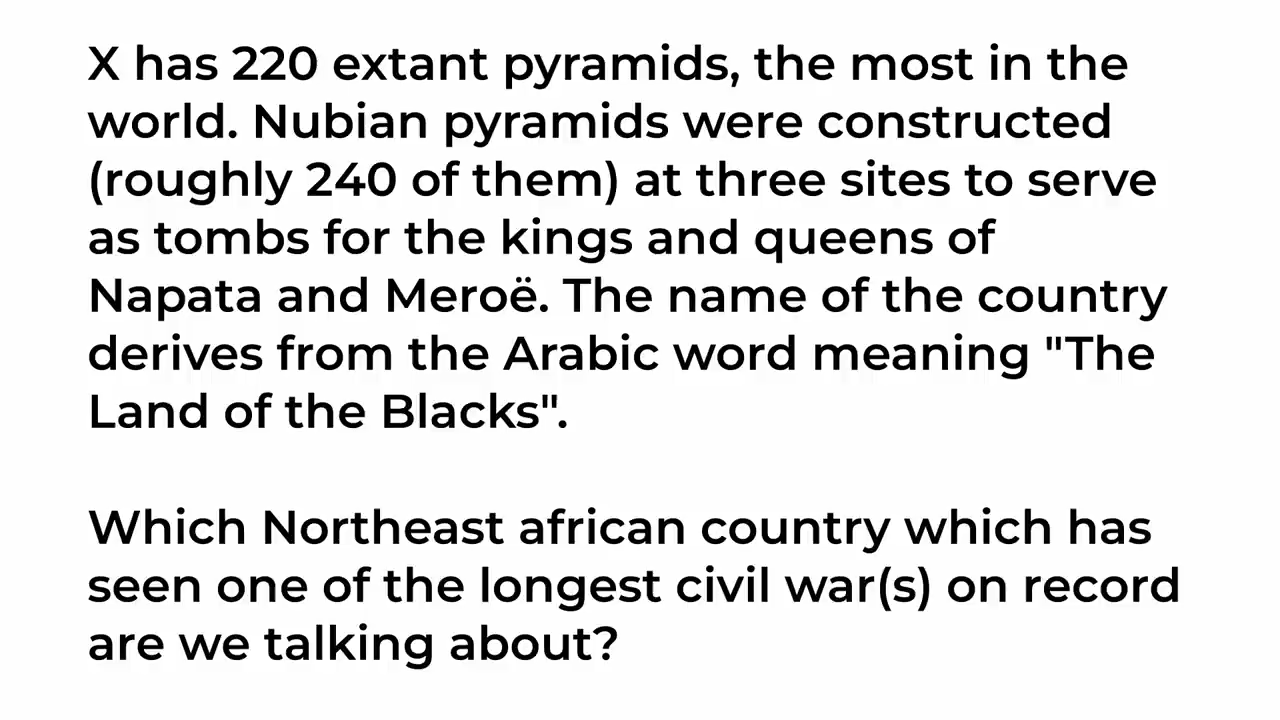 X has 220 extant pyramids, the most in the
world. Nubian pyramids were constructed
(roughly 240 of them) at three sites to serve
as tombs for the kings and queens of
Napata and Meroë. The name of the country
derives from the Arabic word meaning "The
Land of the Blacks".
Which Northeast african country which has
seen one of the longest civil war(s) on record
are we talking about?